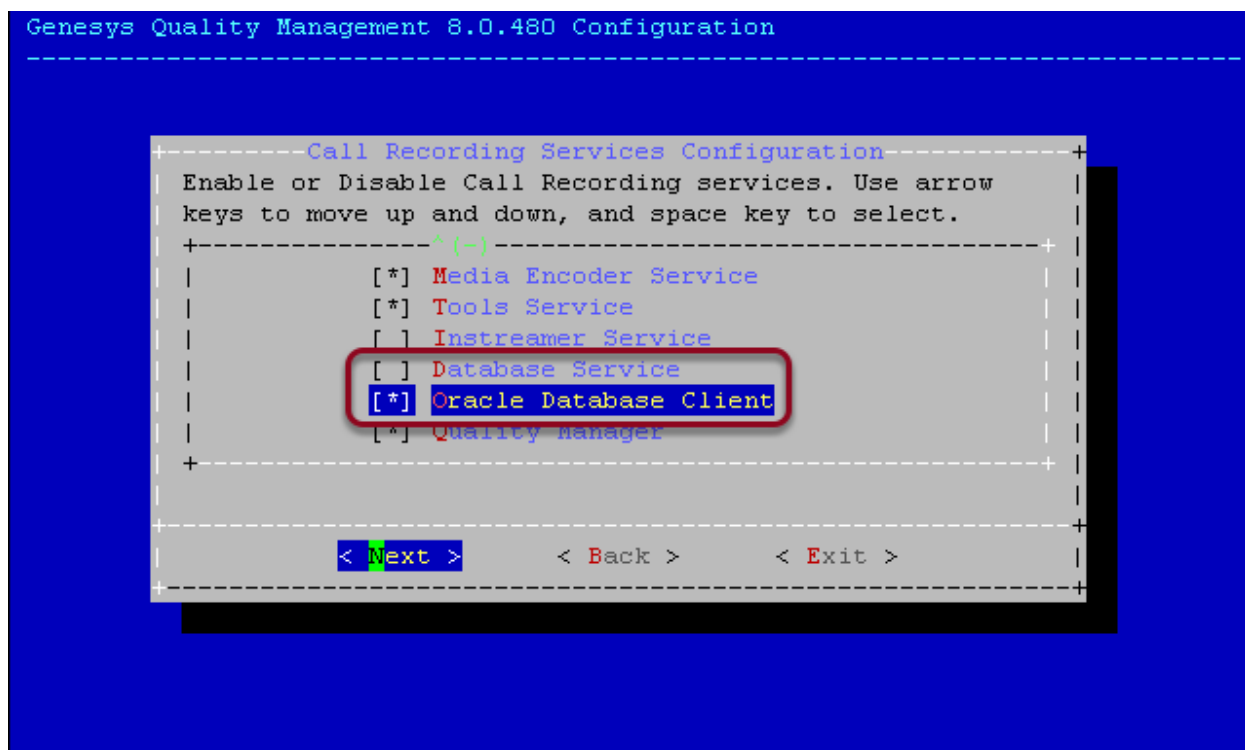 Genesys Quality Management 8.0.480 Configuration
Call Recording Services Configuration
Enable or Disable Call Recording services. Use arrow
keys to move up and down, and space key to select.
^(-)
[*] Media Encoder Service
[*] Tools Service
[ ] Instreamer Service
[ ] Database Service
[*] Oracle Database Client
[*] Quality Manager
< Next > < Back > < Exit >